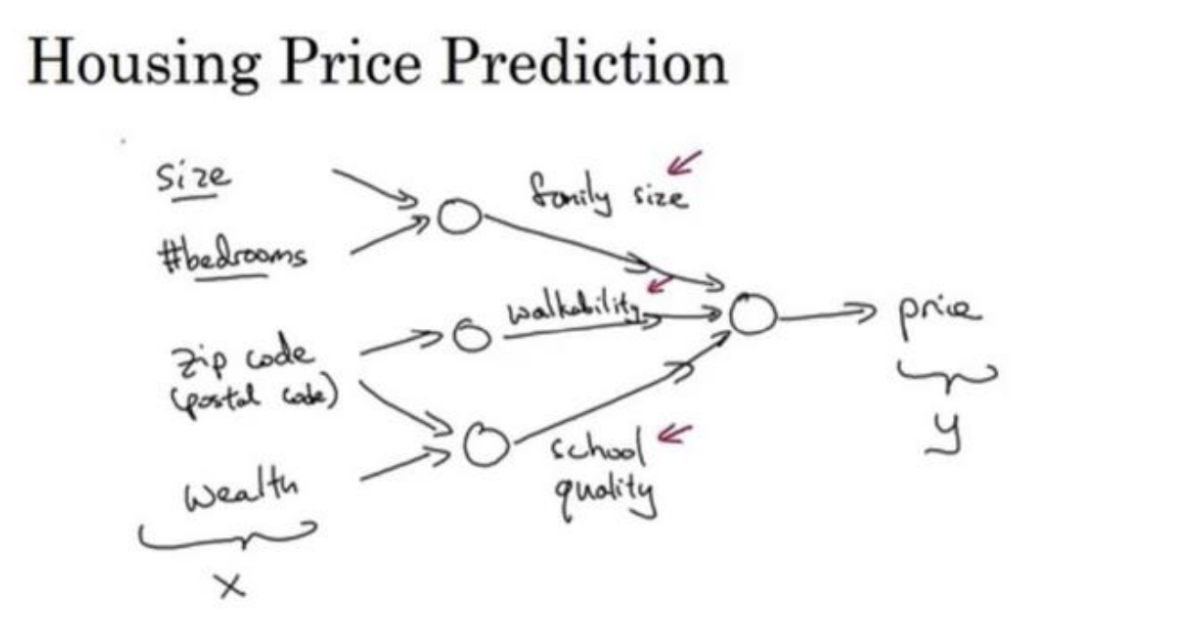 Housing Price Prediction
size
family size
#bedrooms
walkability
price
zip code
(postal code)
y
school
quality
wealth
x